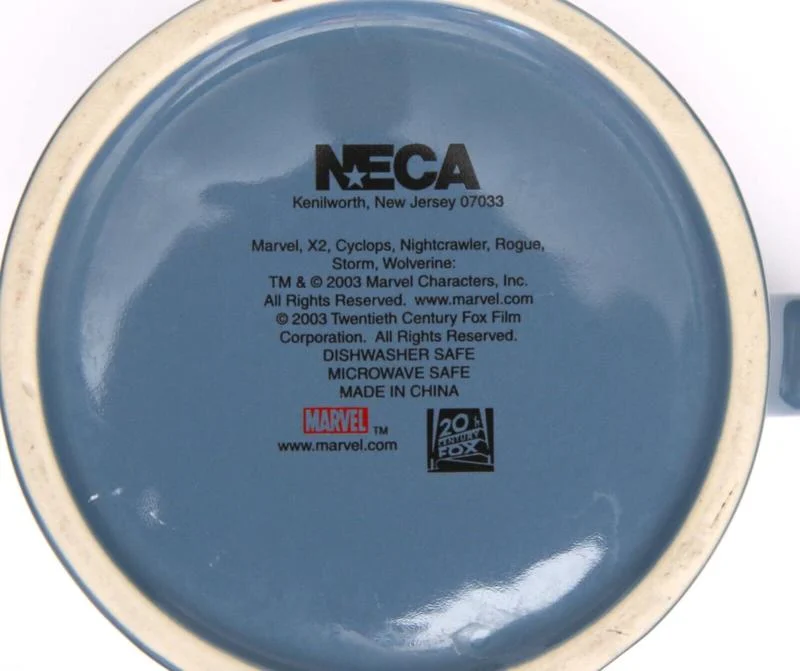 NECA
Kenilworth, New Jersey 07033
Marvel, X2, Cyclops, Nightcrawler, Rogue,
Storm, Wolverine:
TM & © 2003 Marvel Characters, Inc.
All Rights Reserved. www.marvel.com
© 2003 Twentieth Century Fox Film
Corporation. All Rights Reserved.
DISHWASHER SAFE
MICROWAVE SAFE
MADE IN CHINA
MARVEL TM
www.marvel.com
20th
CENTURY
FOX